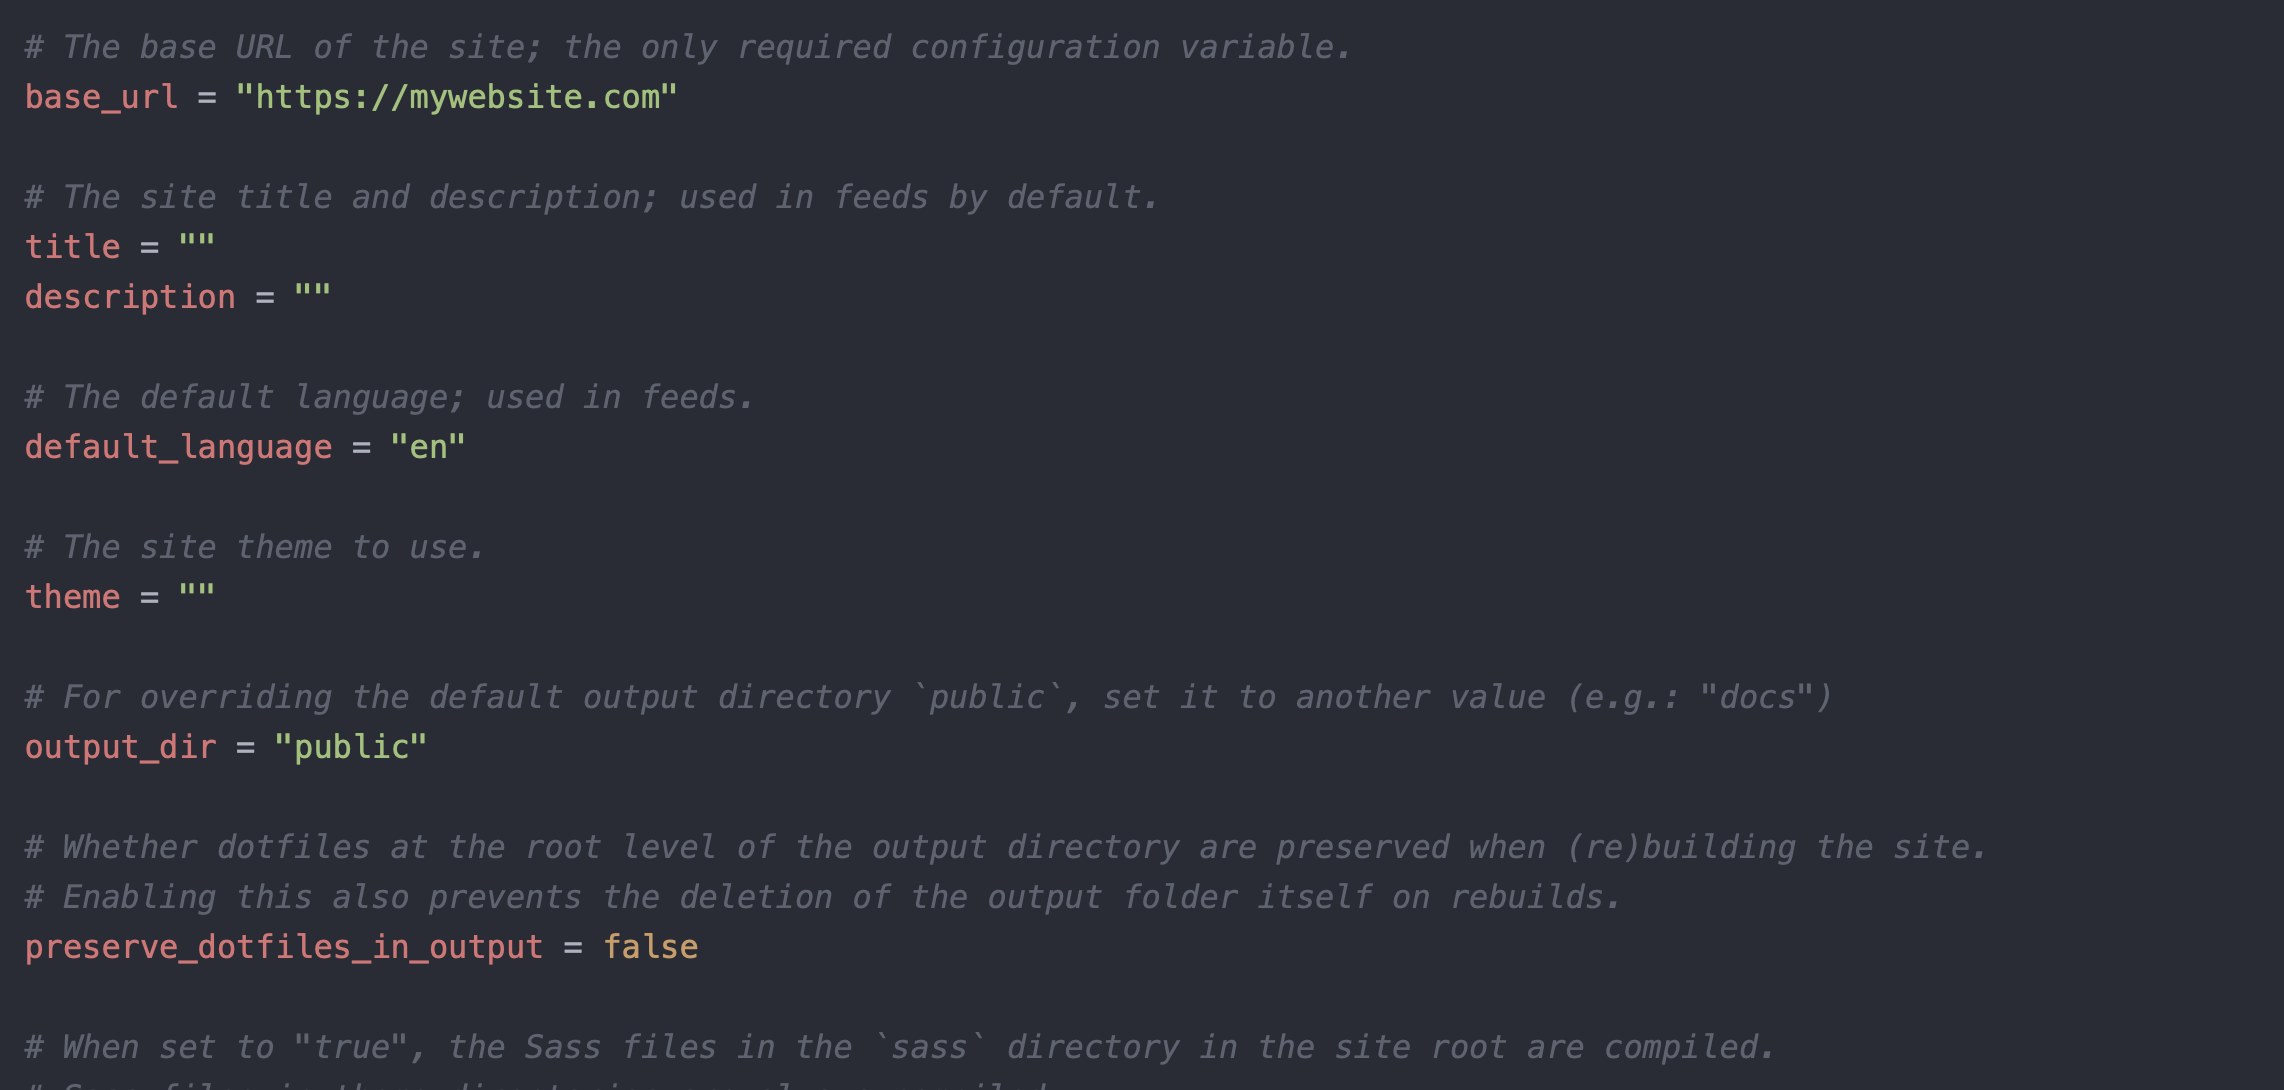 # The base URL of the site; the only required configuration variable.
base_url = "https://mywebsite.com"

# The site title and description; used in feeds by default.
title = ""
description = ""

# The default language; used in feeds.
default_language = "en"

# The site theme to use.
theme = ""

# For overriding the default output directory `public`, set it to another value (e.g.: "docs")
output_dir = "public"

# Whether dotfiles at the root level of the output directory are preserved when (re)building the site.
# Enabling this also prevents the deletion of the output folder itself on rebuilds.
preserve_dotfiles_in_output = false

# When set to "true", the Sass files in the `sass` directory in the site root are compiled.